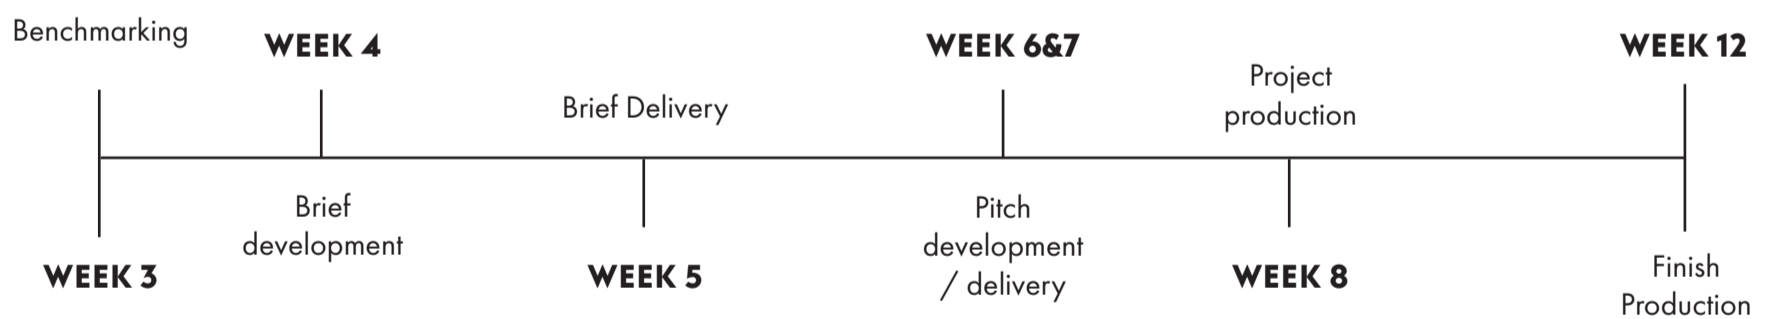 Benchmarking
WEEK 3
WEEK 4
Brief
development
Brief Delivery
WEEK 5
WEEK 6&7
Pitch
development
/ delivery
Project
production
WEEK 8
WEEK 12
Finish
Production